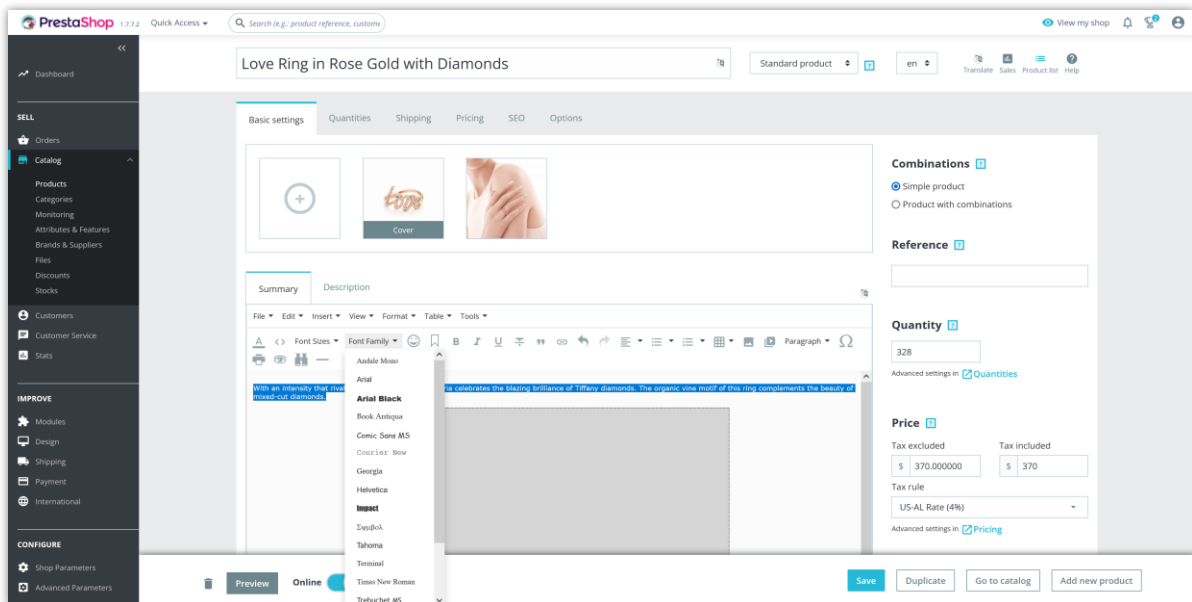 PrestaShop 1.7.7.2 Quick Access Search (e.g.: product reference, custome View my shop 2
Dashboard
SELL
Orders
Catalog
Products
Categories
Monitoring
Attributes & Features
Brands & Suppliers
Files
Discounts
Stocks
Customers
Customer Service
Stats
IMPROVE
Modules
Design
Shipping
Payment
International
CONFIGURE
Shop Parameters
Advanced Parameters
Love Ring in Rose Gold with Diamonds
Standard product ?
en
Translate Sales Product list Help
Basic settings Quantities Shipping Pricing SEO Options
Love
Cover
Summary Description
File Edit Insert View Format Table Tools
A <> Font Sizes Font Family B I U Paragraph Ω
Andale Mono
Arial
Arial Black
Book Antiqua
Comic Sans MS
Courier New
Georgia
Helvetica
Impact
Σψμβολ
Tahoma
Terminal
Times New Roman
Trebuchet MS
With an intensity that rival ria celebrates the blazing brilliance of Tiffany diamonds. The organic vine motif of this ring complements the beauty of
mixed-cut diamonds.
Combinations ?
Simple product
Product with combinations
Reference ?
Quantity ?
328
Advanced settings in Quantities
Price ?
Tax excluded Tax included
$ 370.000000 $ 370
Tax rule
US-AL Rate (4%)
Advanced settings in Pricing
Preview Online Save Duplicate Go to catalog Add new product